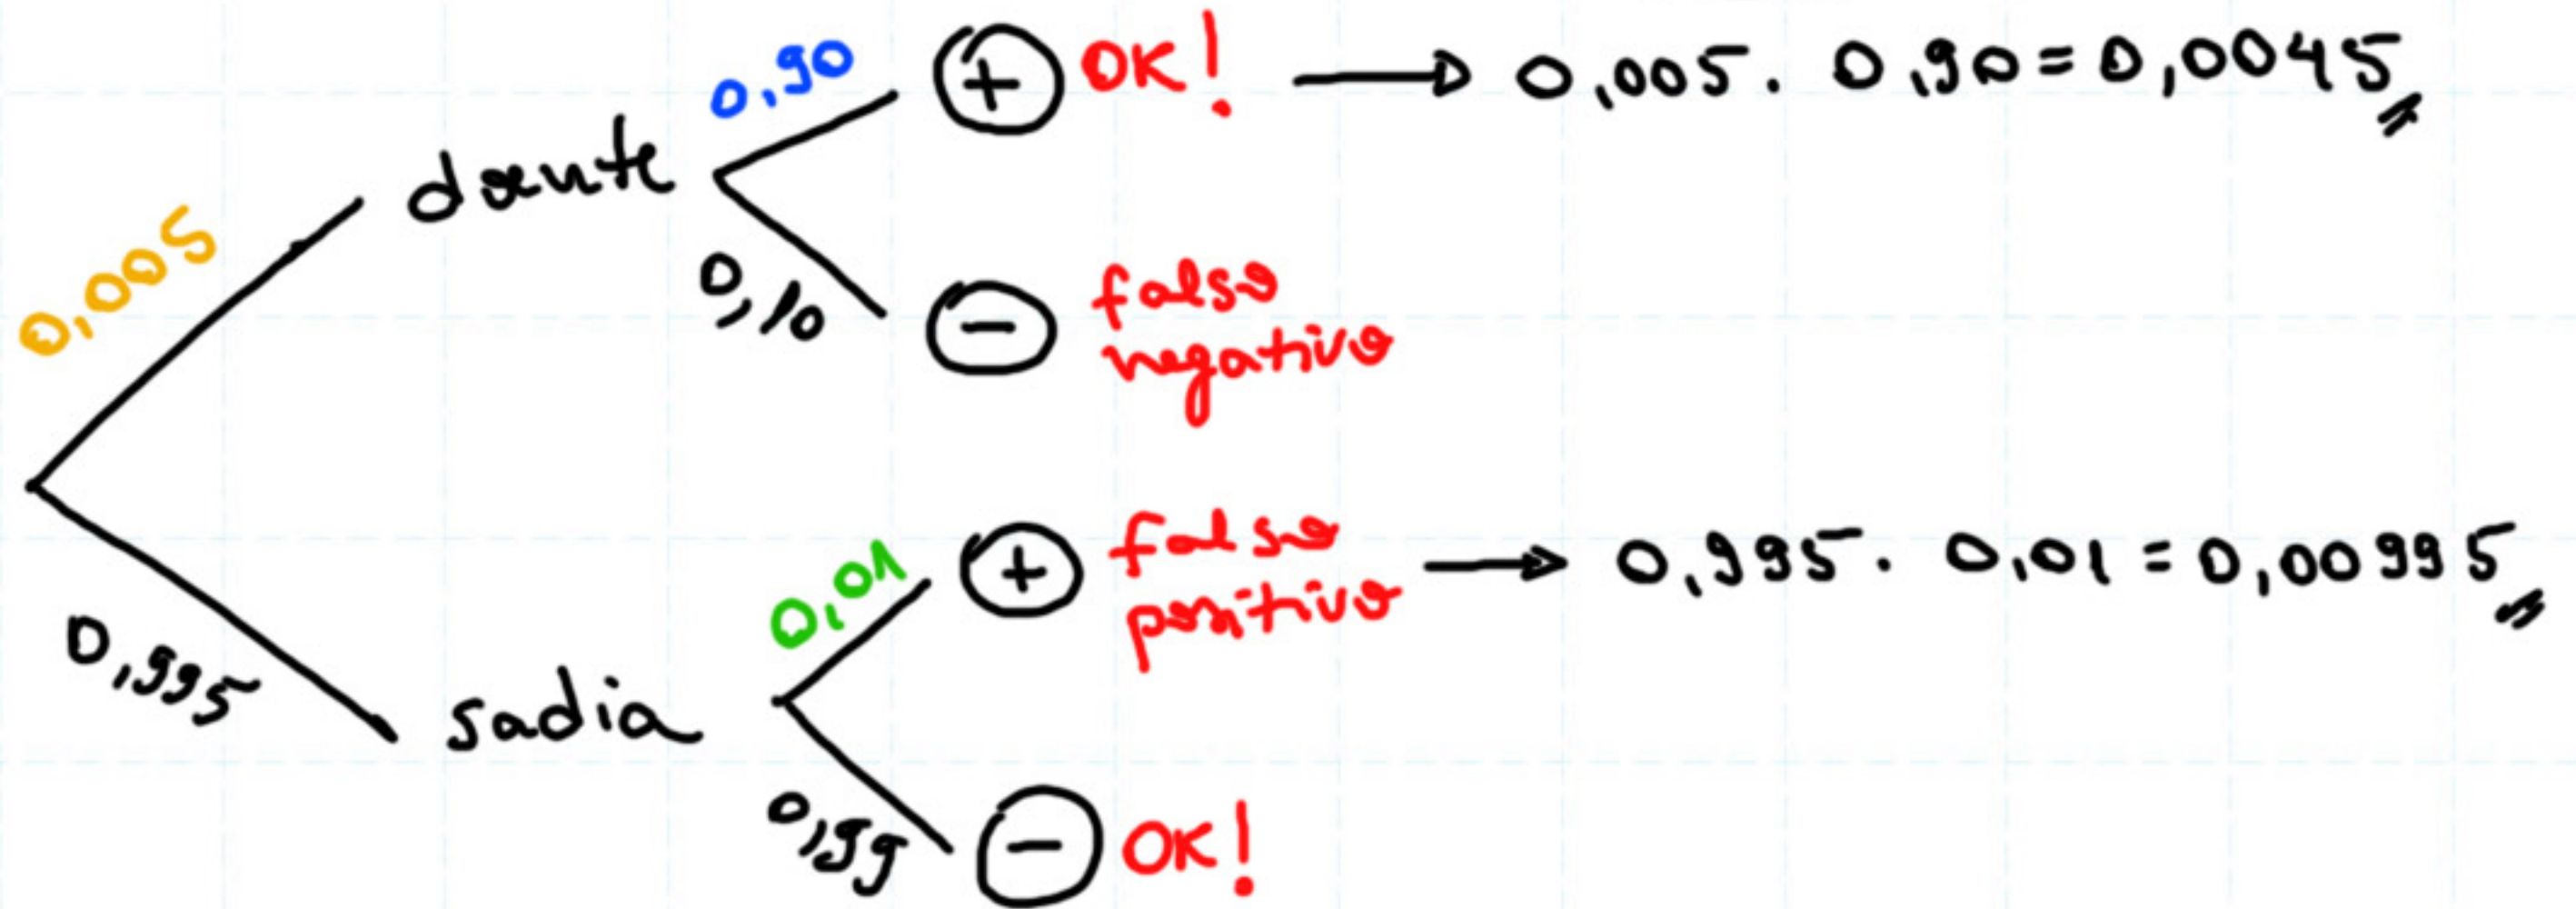 0,90
+ OK! → 0,005 . 0,90 = 0,0045
doente
0,005
0,10
- falso
negativo
0,01
+ falso
positivo → 0,995 . 0,01 = 0,00995
0,995
sadia
0,99
- OK!